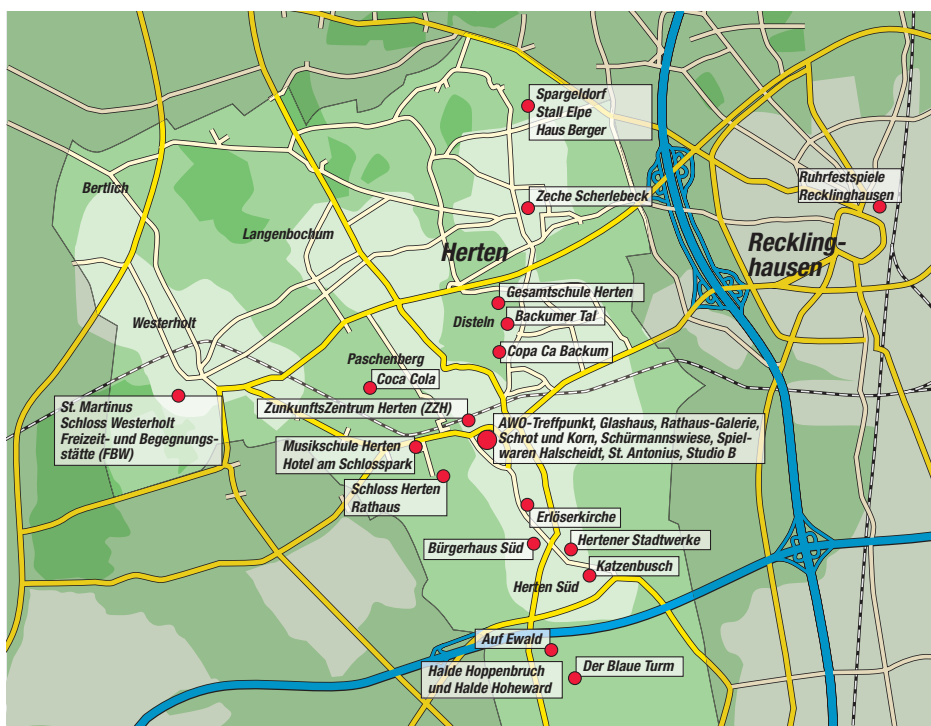 Spargeldorf
Stall Elpe
Haus Berger
Ruhrfestspiele
Recklinghausen
Bertlich
Zeche Scherlebeck
Langenbochum
Herten
Reckling-
hausen
Gesamtschule Herten
Westerholt
Disteln
Backumer Tal
Copa Ca Backum
Paschenberg
Coca Cola
ZunkunftsZentrum Herten (ZZH)
St. Martinus
Schloss Westerholt
Freizeit- und Begegnungs-
stätte (FBW)
AWO-Treffpunkt, Glashaus, Rathaus-Galerie,
Schrot und Korn, Schürmannswiese, Spiel-
waren Halscheidt, St. Antonius, Studio B
Musikschule Herten
Hotel am Schlosspark
Schloss Herten
Rathaus
Erlöserkirche
Bürgerhaus Süd
Hertener Stadtwerke
Katzenbusch
Herten Süd
Auf Ewald
Halde Hoppenbruch
und Halde Hoheward
Der Blaue Turm